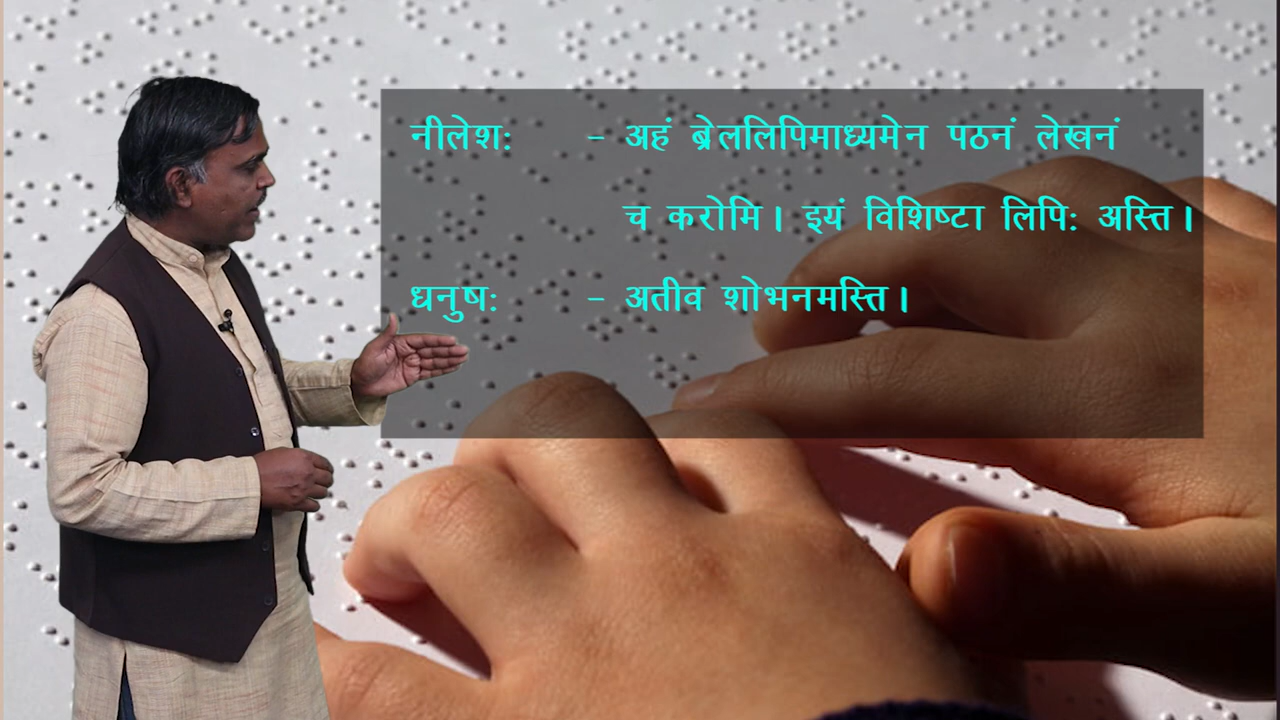 नीलेशः – अहं ब्रेललिपिमाध्यमेन पठनं लेखनं
च करोमि। इयं विशिष्टा लिपिः अस्ति।
धनुषः – अतीव शोभनमस्ति।